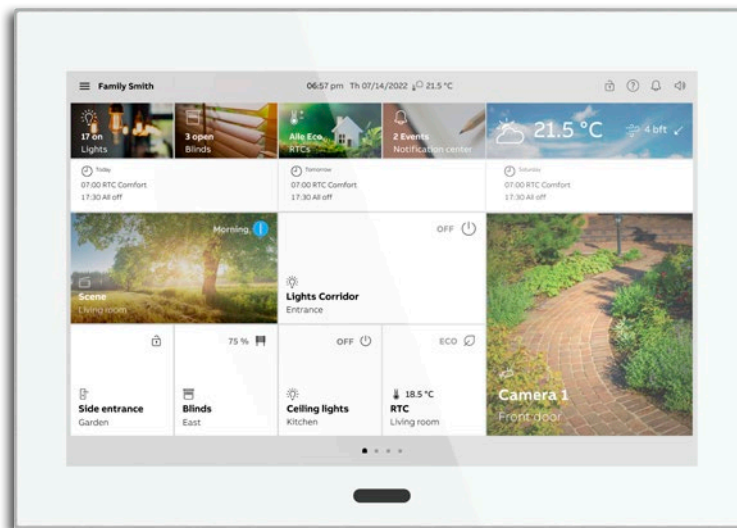 Family Smith
06:57 pm Th 07/14/2022 21.5 °C
17 on
Lights
3 open
Blinds
Alle Eco
RTCs
2 Events
Notification center
21.5 °C
4 bft
Today
07:00 RTC Comfort
17:30 All off
Tomorrow
07:00 RTC Comfort
17:30 All off
Saturday
07:00 RTC Comfort
17:30 All off
Morning
Scene
Living room
OFF
Lights Corridor
Entrance
Side entrance
Garden
75 %
Blinds
East
OFF
Ceiling lights
Kitchen
ECO
18.5 °C
RTC
Living room
Camera 1
Front door